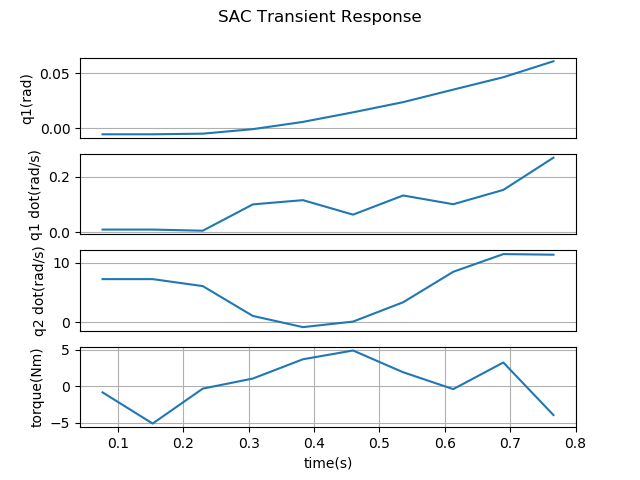 SAC Transient Response
q1(rad)
0.05
0.00
q1 dot(rad/s)
0.2
0.0
q2 dot(rad/s)
10
0
torque(Nm)
5
0
−5
0.1 0.2 0.3 0.4 0.5 0.6 0.7 0.8
time(s)